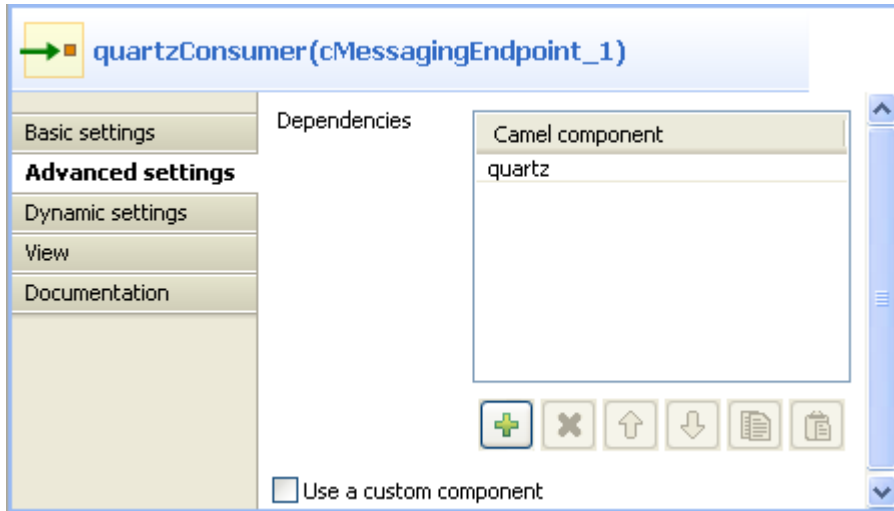 quartzConsumer(cMessagingEndpoint_1)
Basic settings
Advanced settings
Dynamic settings
View
Documentation
Dependencies
Camel component
quartz
Use a custom component